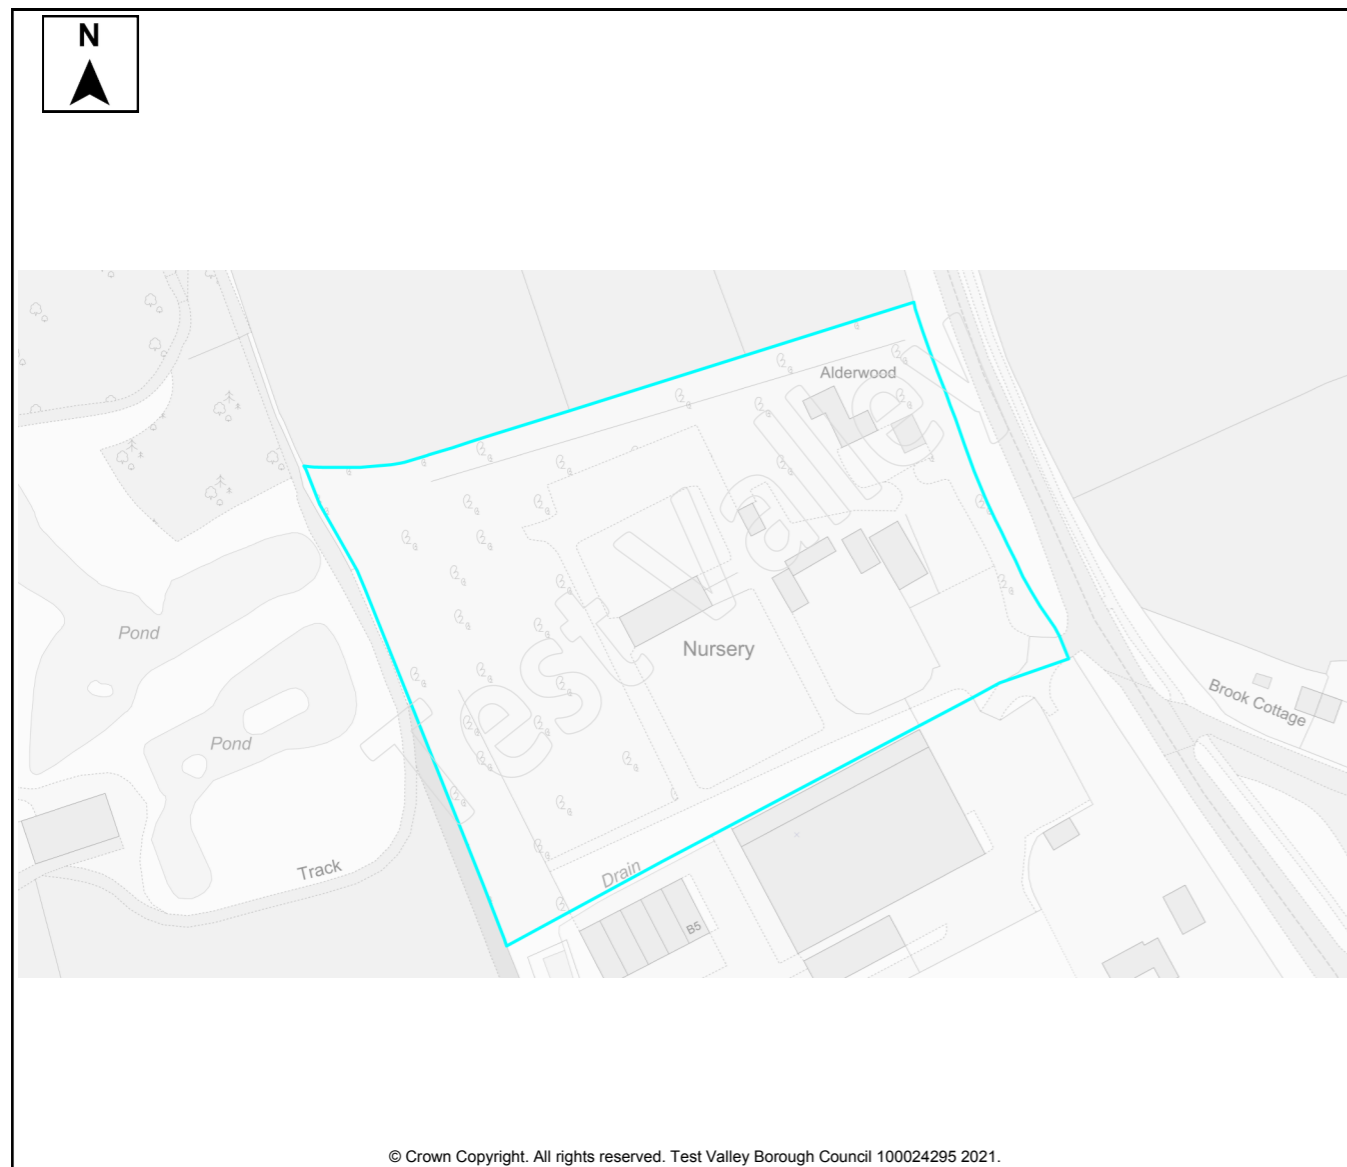 N
Alderwood
Test Valley
Pond
Nursery
Brook Cottage
Pond
Track
Drain
B5
© Crown Copyright. All rights reserved. Test Valley Borough Council 100024295 2021.